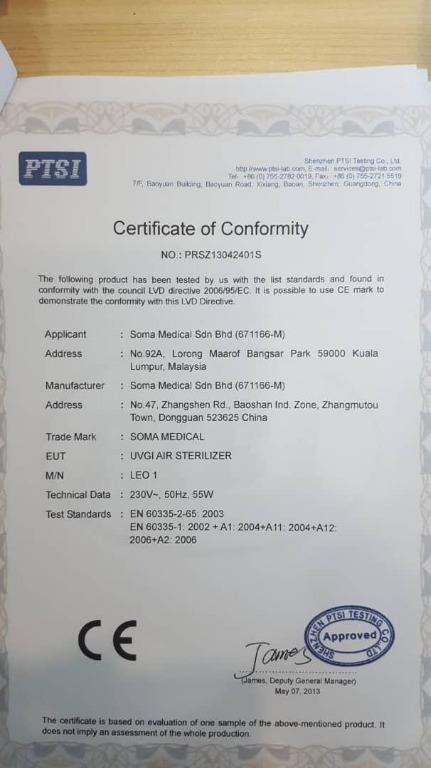 PTSI
Shenzhen PTSI Testing Co., Ltd.
http://www.ptsi-lab.com, E-mail: services@ptsi-lab.com
Tel: +86 (0) 755-2782 0019, Fax: +86 (0) 755-2721 5519
7/F, Baoyuan Building, Baoyuan Road, Xixiang, Baoan, Shenzhen, Guangdong, China
Certificate of Conformity
NO.: PRSZ13042401S
The following product has been tested by us with the list standards and found in
conformity with the council LVD directive 2006/95/EC. It is possible to use CE mark to
demonstrate the conformity with this LVD Directive.
Applicant : Soma Medical Sdn Bhd (671166-M)
Address : No.92A, Lorong Maarof Bangsar Park 59000 Kuala
Lumpur, Malaysia
Manufacturer : Soma Medical Sdn Bhd (671166-M)
Address : No.47, Zhangshen Rd., Baoshan Ind. Zone, Zhangmutou
Town, Dongguan 523625 China
Trade Mark : SOMA MEDICAL
EUT : UVGI AIR STERILIZER
M/N : LEO 1
Technical Data : 230V~, 50Hz, 55W
Test Standards : EN 60335-2-65: 2003
EN 60335-1: 2002 + A1: 2004+A11: 2004+A12:
2006+A2: 2006
CE
James
SHENZHEN PTSI TESTING CO., LTD
Approved
(James, Deputy General Manager)
May 07, 2013
The certificate is based on evaluation of one sample of the above-mentioned product. It
does not imply an assessment of the whole production.